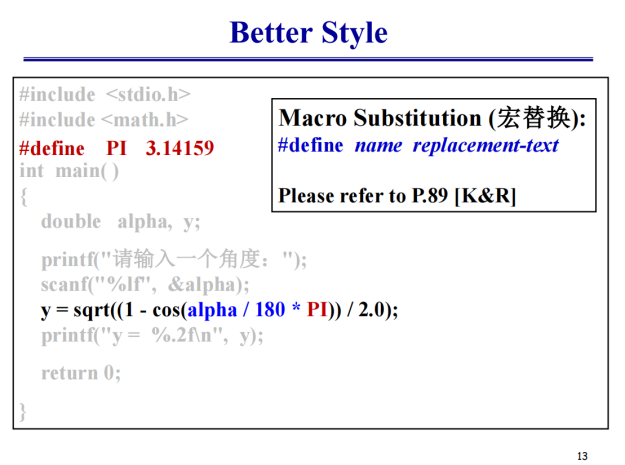 Better Style
#include <stdio.h>
#include <math.h>
#define PI 3.14159
int main( )
{
double alpha, y;
printf("请输入一个角度：");
scanf("%lf", &alpha);
y = sqrt((1 - cos(alpha / 180 * PI)) / 2.0);
printf("y = %.2f\n", y);
return 0;
}
Macro Substitution (宏替换):
#define name replacement-text
Please refer to P.89 [K&R]
13